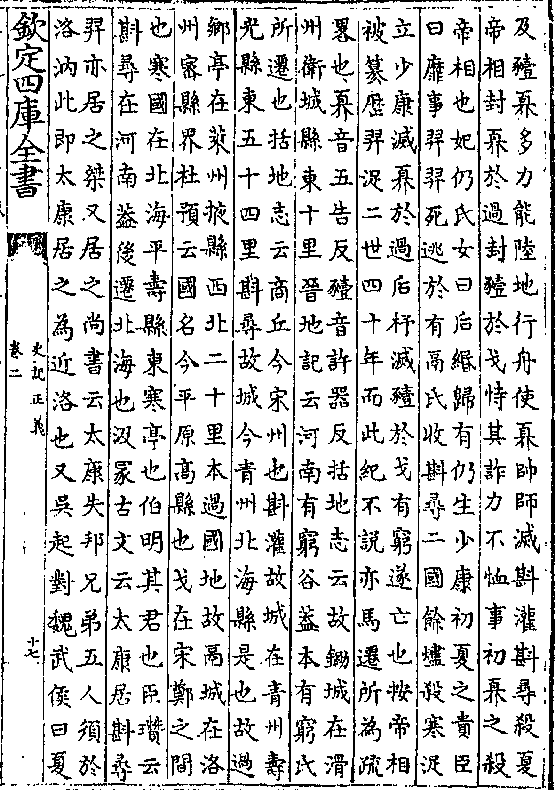 及殪奡多力能陸地行舟使奡帥師滅斟灌斟尋殺夏
帝相封奡於過封殪於戈恃其詐力不恤事初奡之殺
帝相也妃仍氏女曰后緡歸有仍生少康初夏之貴臣
曰靡事羿羿死逃於有鬲氏收斟尋二國餘燼殺寒浞
立少康滅奡於過后杼滅殪於戈有窮遂亡也按帝相
被篡歷羿浞二世四十年而此紀不說亦馬遷所為疏
畧也奡音五告反殪音許器反括地志云故鉏城在滑
州衛城縣東十里晉地記云河南有窮谷葢本有窮氏
所遷也括地志云商丘今宋州也斟灌故城在青州壽
光縣東五十四里斟尋故城今青州北海縣是也故過
鄉亭在萊州掖縣西北二十里本過國地故鬲城在洛
州密縣界杜預云國名今平原高縣也戈在宋鄭之間
也寒國在北海平壽縣東寒亭也伯明其君也臣瓚云
斟尋在河南葢後遷北海也汲冢古文云太康居斟尋
羿亦居之桀又居之尚書云太康失邦兄弟五人須於
洛汭此即太康居之為近洛也又吳起對魏武侯曰夏
欽定四庫全書
史記正義
卷二
十七